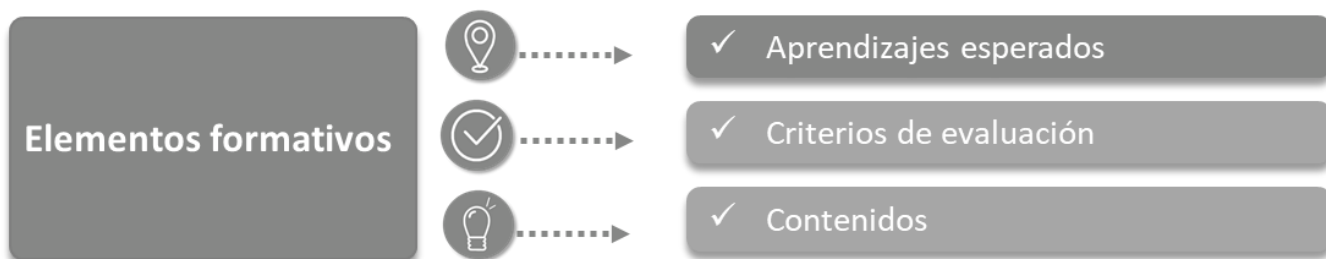 Elementos formativos
✓ Aprendizajes esperados
✓ Criterios de evaluación
✓ Contenidos